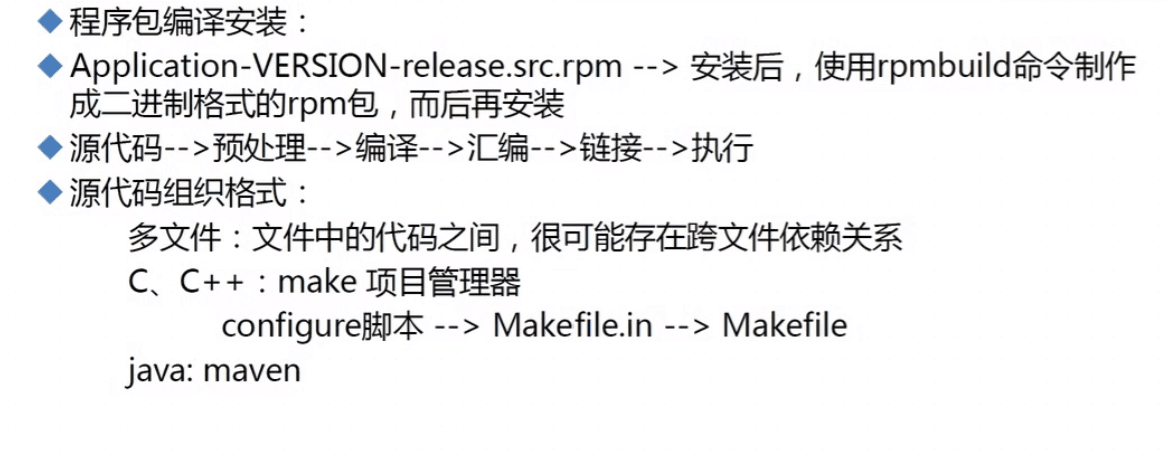 程序包编译安装：
Application-VERSION-release.src.rpm --> 安装后，使用rpmbuild命令制作
成二进制格式的rpm包，而后再安装
源代码-->预处理-->编译-->汇编-->链接-->执行
源代码组织格式：
多文件：文件中的代码之间，很可能存在跨文件依赖关系
C、C++：make 项目管理器
configure脚本 --> Makefile.in --> Makefile
java: maven